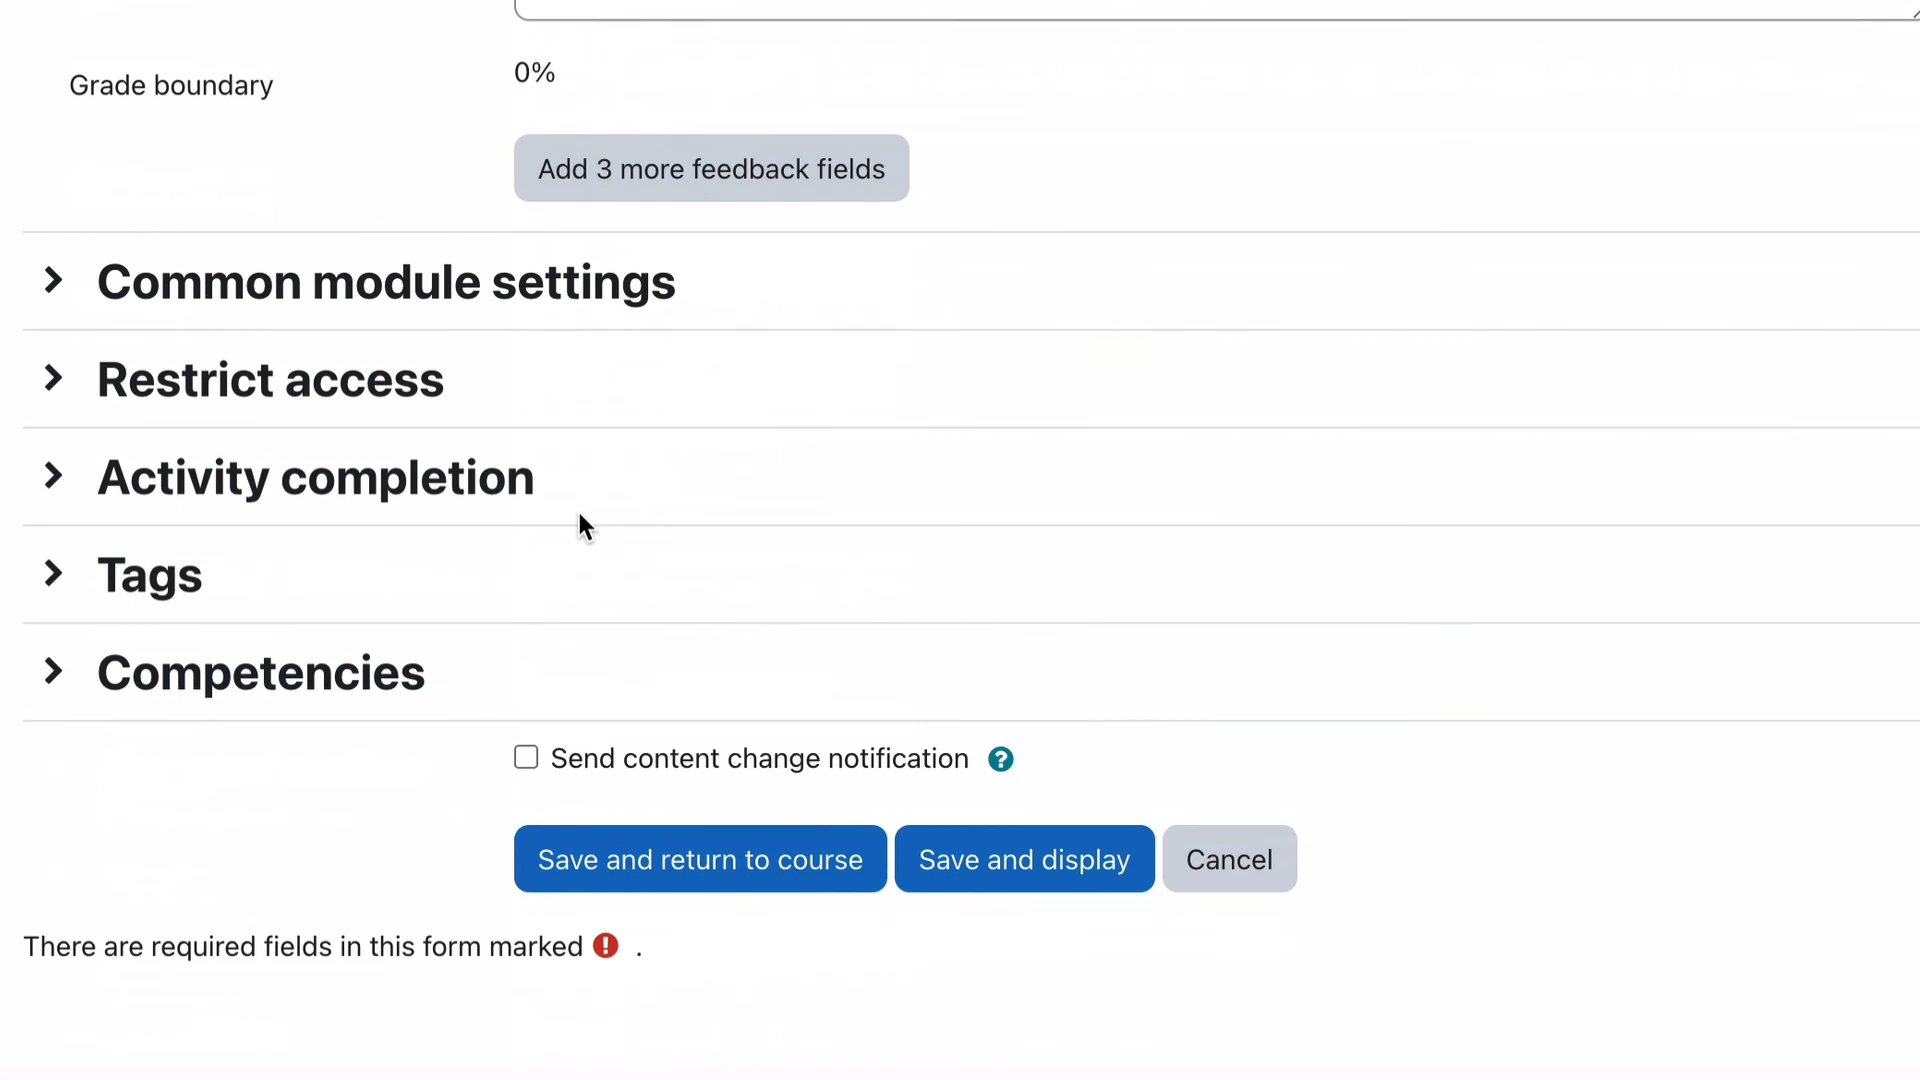 0%
Grade boundary
Add 3 more feedback fields
Common module settings
Restrict access
Activity completion
Tags
Competencies
Send content change notification
Save and return to course Save and display Cancel
There are required fields in this form marked .